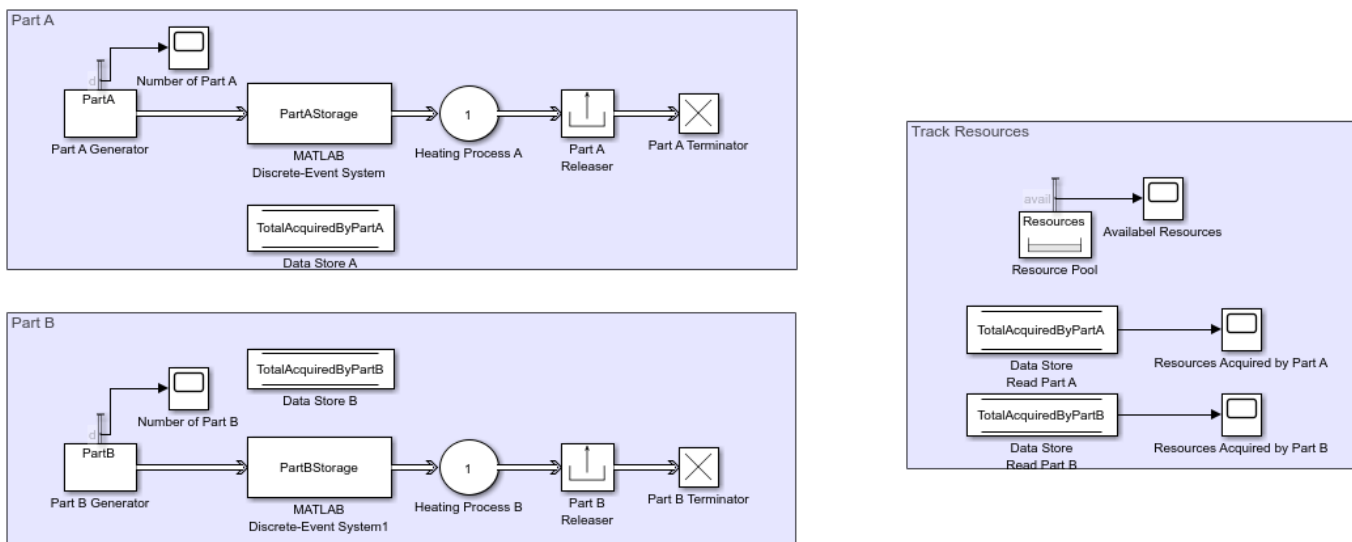 Part A
d
Number of Part A
PartA
Part A Generator
PartAStorage
MATLAB
Discrete-Event System
1
Heating Process A
Part A
Releaser
Part A Terminator
TotalAcquiredByPartA
Data Store A
Part B
TotalAcquiredByPartB
Data Store B
d
Number of Part B
PartB
Part B Generator
PartBStorage
MATLAB
Discrete-Event System1
1
Heating Process B
Part B
Releaser
Part B Terminator
Track Resources
avail
Resources
Availabel Resources
Resource Pool
TotalAcquiredByPartA
Data Store
Read Part A
Resources Acquired by Part A
TotalAcquiredByPartB
Data Store
Read Part B
Resources Acquired by Part B